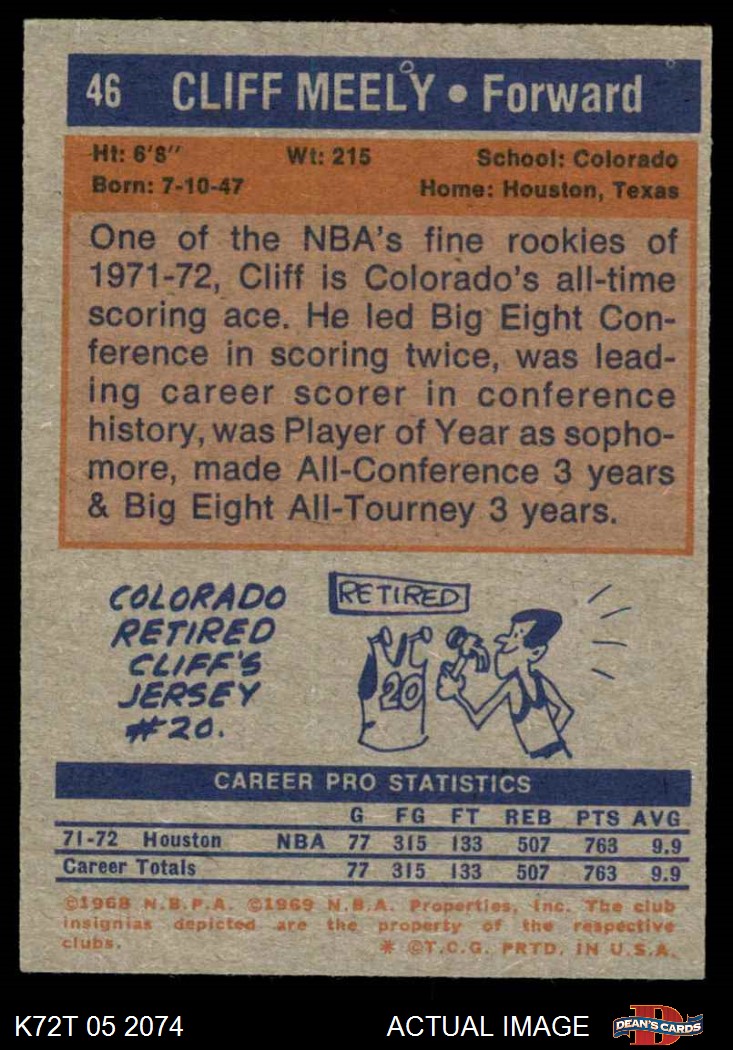 46 CLIFF MEELY • Forward
Ht: 6'8" Wt: 215 School: Colorado
Born: 7-10-47 Home: Houston, Texas
One of the NBA's fine rookies of
1971-72, Cliff is Colorado's all-time
scoring ace. He led Big Eight Con-
ference in scoring twice, was lead-
ing career scorer in conference
history, was Player of Year as sopho-
more, made All-Conference 3 years
& Big Eight All-Tourney 3 years.
COLORADO
RETIRED
CLIFF'S
JERSEY
#20.
RETIRED
20
CAREER PRO STATISTICS
G FG FT REB PTS AVG
71-72 Houston NBA 77 315 133 507 763 9.9
Career Totals 77 315 133 507 763 9.9
©1968 N.B.P.A. ©1969 N.B.A. Properties, Inc. The club
insignias depicted are the property of the respective
clubs. * ©T.C.G. PRTD. IN U.S.A.
K72T 05 2074 ACTUAL IMAGE D DEAN'S CARDS